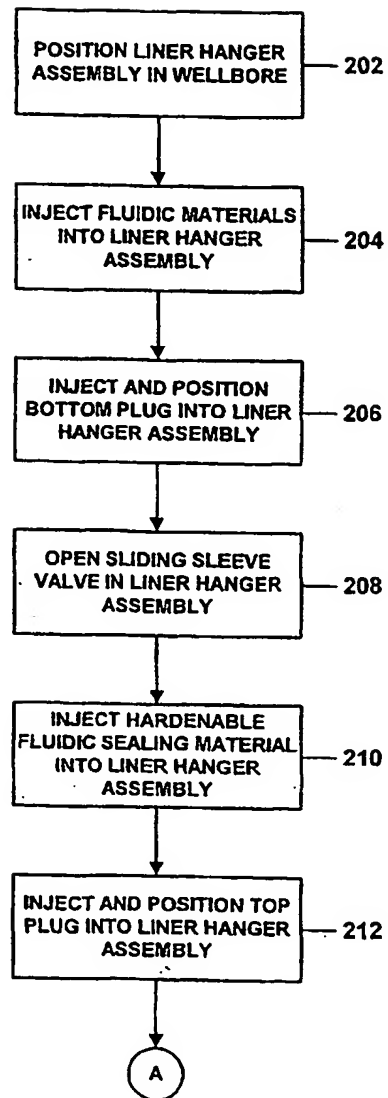 POSITION LINER HANGER
ASSEMBLY IN WELLBORE
202
INJECT FLUIDIC MATERIALS
INTO LINER HANGER
ASSEMBLY
204
INJECT AND POSITION
BOTTOM PLUG INTO LINER
HANGER ASSEMBLY
206
OPEN SLIDING SLEEVE
VALVE IN LINER HANGER
ASSEMBLY
208
INJECT HARDENABLE
FLUIDIC SEALING MATERIAL
INTO LINER HANGER
ASSEMBLY
210
INJECT AND POSITION TOP
PLUG INTO LINER HANGER
ASSEMBLY
212
A